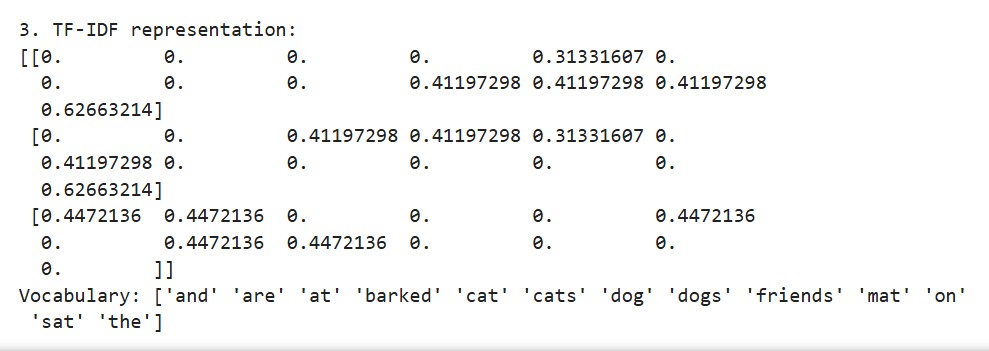 3. TF-IDF representation:
[[0.         0.         0.         0.         0.31331607 0.
  0.         0.         0.         0.41197298 0.41197298 0.41197298
  0.62663214]
 [0.         0.         0.41197298 0.41197298 0.31331607 0.
  0.41197298 0.         0.         0.         0.         0.
  0.62663214]
 [0.4472136  0.4472136  0.         0.         0.         0.4472136
  0.         0.4472136  0.4472136  0.         0.         0.
  0.        ]]
Vocabulary: ['and' 'are' 'at' 'barked' 'cat' 'cats' 'dog' 'dogs' 'friends' 'mat' 'on'
 'sat' 'the']